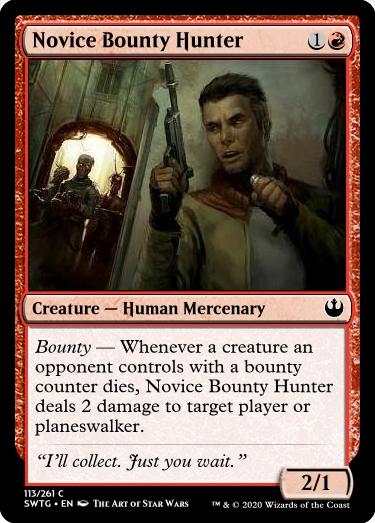 Novice Bounty Hunter 1
Creature — Human Mercenary
Bounty — Whenever a creature an
opponent controls with a bounty
counter dies, Novice Bounty Hunter
deals 2 damage to target player or
planeswalker.
“I’ll collect. Just you wait.”
2/1
113/261 C
SWTG • EN The Art of Star Wars
™ & © 2020 Wizards of the Coast